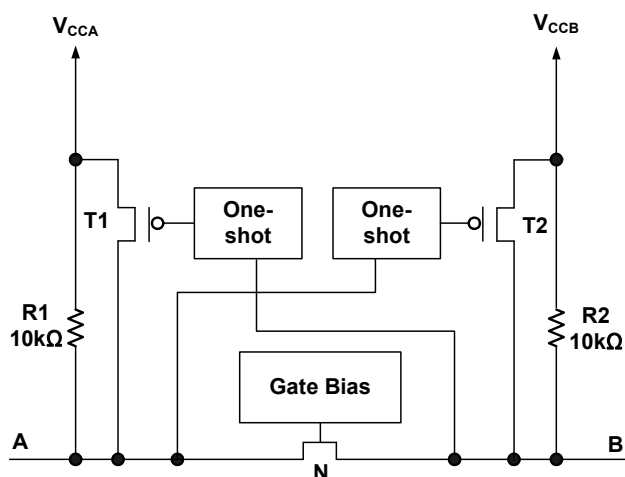 VCCA
VCCB
T1
One-
shot
One-
shot
T2
R1
10kΩ
R2
10kΩ
Gate Bias
A
B
N